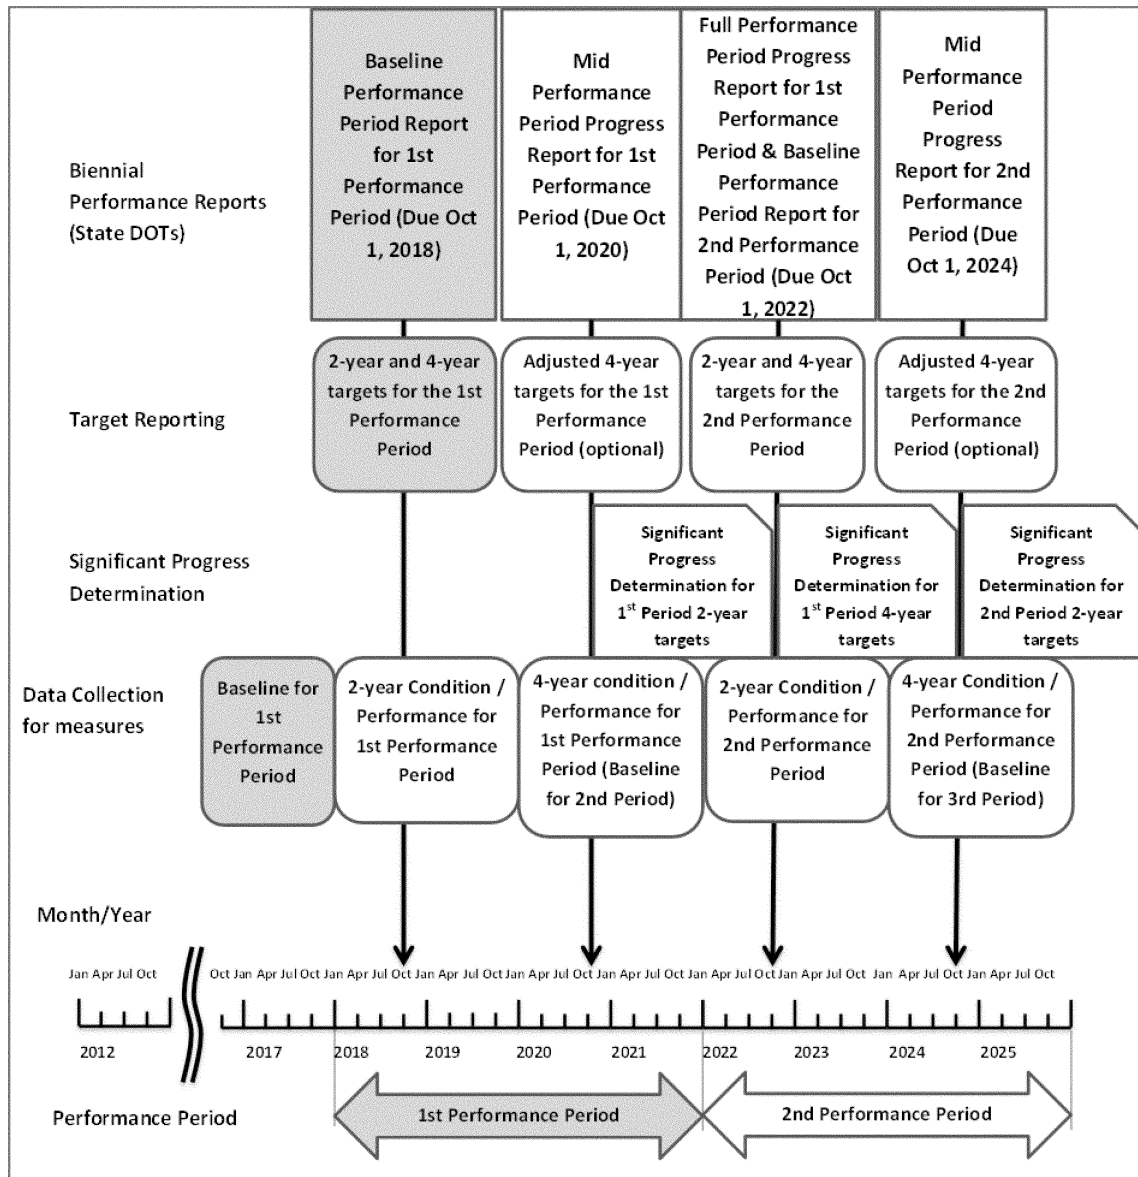 Biennial
Performance Reports
(State DOTs)
Baseline
Performance
Period Report
for 1st
Performance
Period (Due Oct
1, 2018)
Mid
Performance
Period Progress
Report for 1st
Performance
Period (Due Oct
1, 2020)
Full Performance
Period Progress
Report for 1st
Performance
Period & Baseline
Performance
Period Report for
2nd Performance
Period (Due Oct
1, 2022)
Mid
Performance
Period
Progress
Report for 2nd
Performance
Period (Due
Oct 1, 2024)
Target Reporting
2-year and 4-year
targets for the 1st
Performance
Period
Adjusted 4-year
targets for the 1st
Performance
Period (optional)
2-year and 4-year
targets for the
2nd Performance
Period
Adjusted 4-year
targets for the 2nd
Performance
Period (optional)
Significant Progress
Determination
Significant
Progress
Determination for
1st Period 2-year
targets
Significant
Progress
Determination for
1st Period 4-year
targets
Significant
Progress
Determination for
2nd Period 2-year
targets
Data Collection
for measures
Baseline for
1st
Performance
Period
2-year Condition /
Performance for
1st Performance
Period
4-year condition /
Performance for
1st Performance
Period (Baseline
for 2nd Period)
2-year Condition /
Performance for
2nd Performance
Period
4-year Condition /
Performance for
2nd Performance
Period (Baseline
for 3rd Period)
Month/Year
Jan Apr Jul Oct Oct Jan Apr Jul Oct Jan Apr Jul Oct Jan Apr Jul Oct Jan Apr Jul Oct Jan Apr Jul Oct Jan Apr Jul Oct Jan Apr Jul Oct Jan Apr Jul Oct Jan Apr Jul Oct
2012 2017 2018 2019 2020 2021 2022 2023 2024 2025
Performance Period
1st Performance Period
2nd Performance Period